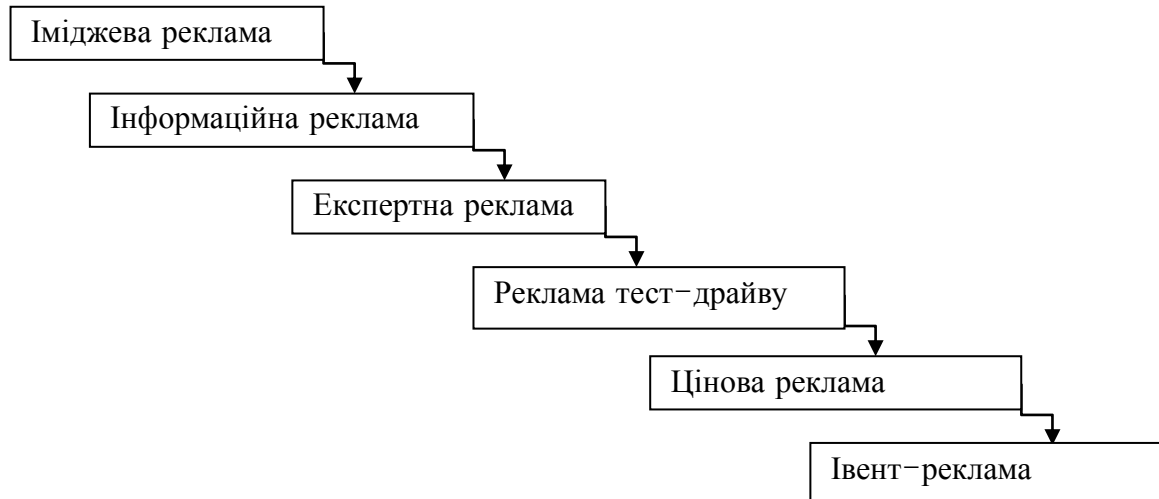 Іміджева реклама
Інформаційна реклама
Експертна реклама
Реклама тест−драйву
Цінова реклама
Івент−реклама